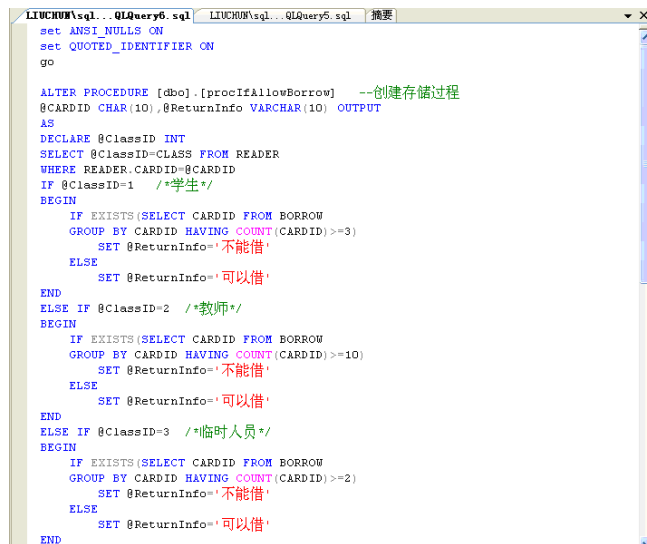 LIUCHUN\sql...QLQuery6.sql LIUCHUN\sql...QLQuery5.sql 摘要
set ANSI_NULLS ON
set QUOTED_IDENTIFIER ON
go
ALTER PROCEDURE [dbo].[procIfAllowBorrow] --创建存储过程
@CARDID CHAR(10),@ReturnInfo VARCHAR(10) OUTPUT
AS
DECLARE @ClassID INT
SELECT @ClassID=CLASS FROM READER
WHERE READER.CARDID=@CARDID
IF @ClassID=1 /*学生*/
BEGIN
IF EXISTS(SELECT CARDID FROM BORROW
GROUP BY CARDID HAVING COUNT(CARDID)>=3)
SET @ReturnInfo='不能借'
ELSE
SET @ReturnInfo='可以借'
END
ELSE IF @ClassID=2 /*教师*/
BEGIN
IF EXISTS(SELECT CARDID FROM BORROW
GROUP BY CARDID HAVING COUNT(CARDID)>=10)
SET @ReturnInfo='不能借'
ELSE
SET @ReturnInfo='可以借'
END
ELSE IF @ClassID=3 /*临时人员*/
BEGIN
IF EXISTS(SELECT CARDID FROM BORROW
GROUP BY CARDID HAVING COUNT(CARDID)>=2)
SET @ReturnInfo='不能借'
ELSE
SET @ReturnInfo='可以借'
END